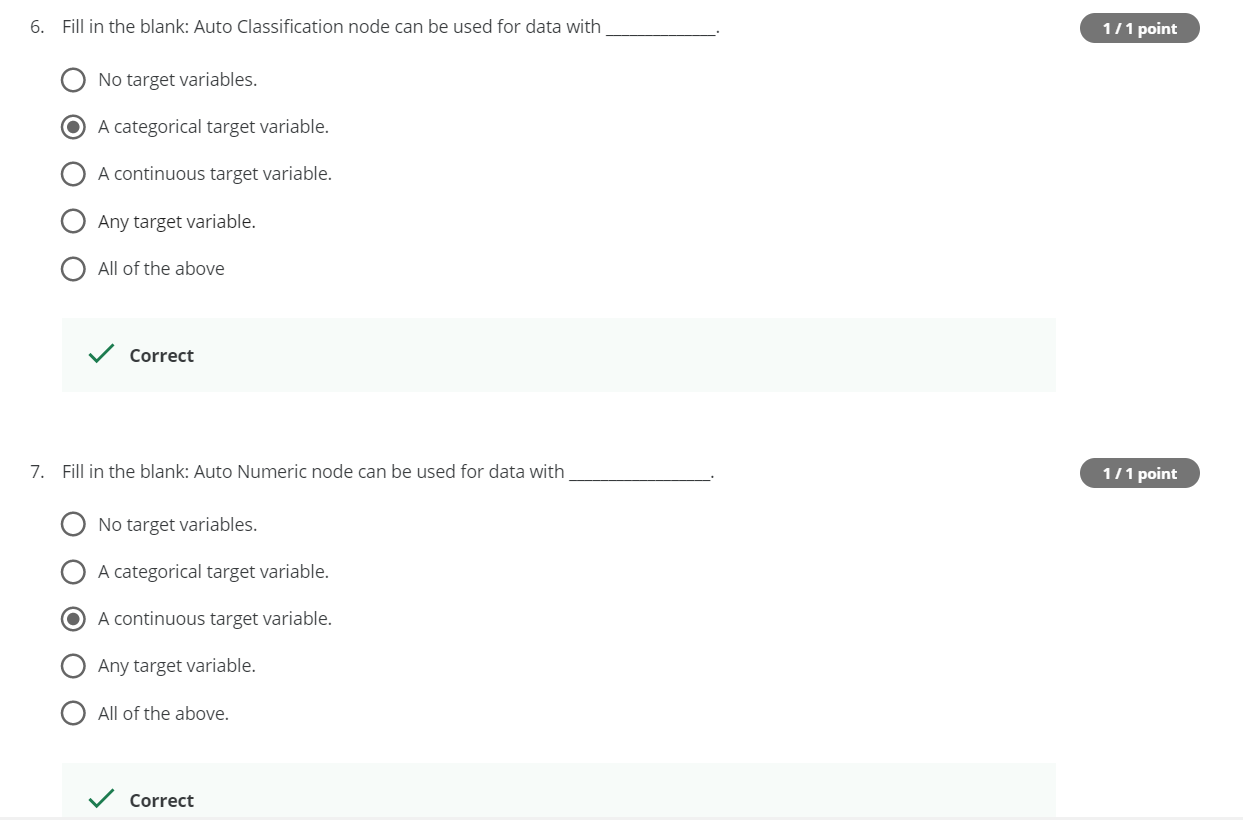 6. Fill in the blank: Auto Classification node can be used for data with ______________.
1 / 1 point
No target variables.
A categorical target variable.
A continuous target variable.
Any target variable.
All of the above
Correct
7. Fill in the blank: Auto Numeric node can be used for data with __________________.
1 / 1 point
No target variables.
A categorical target variable.
A continuous target variable.
Any target variable.
All of the above.
Correct